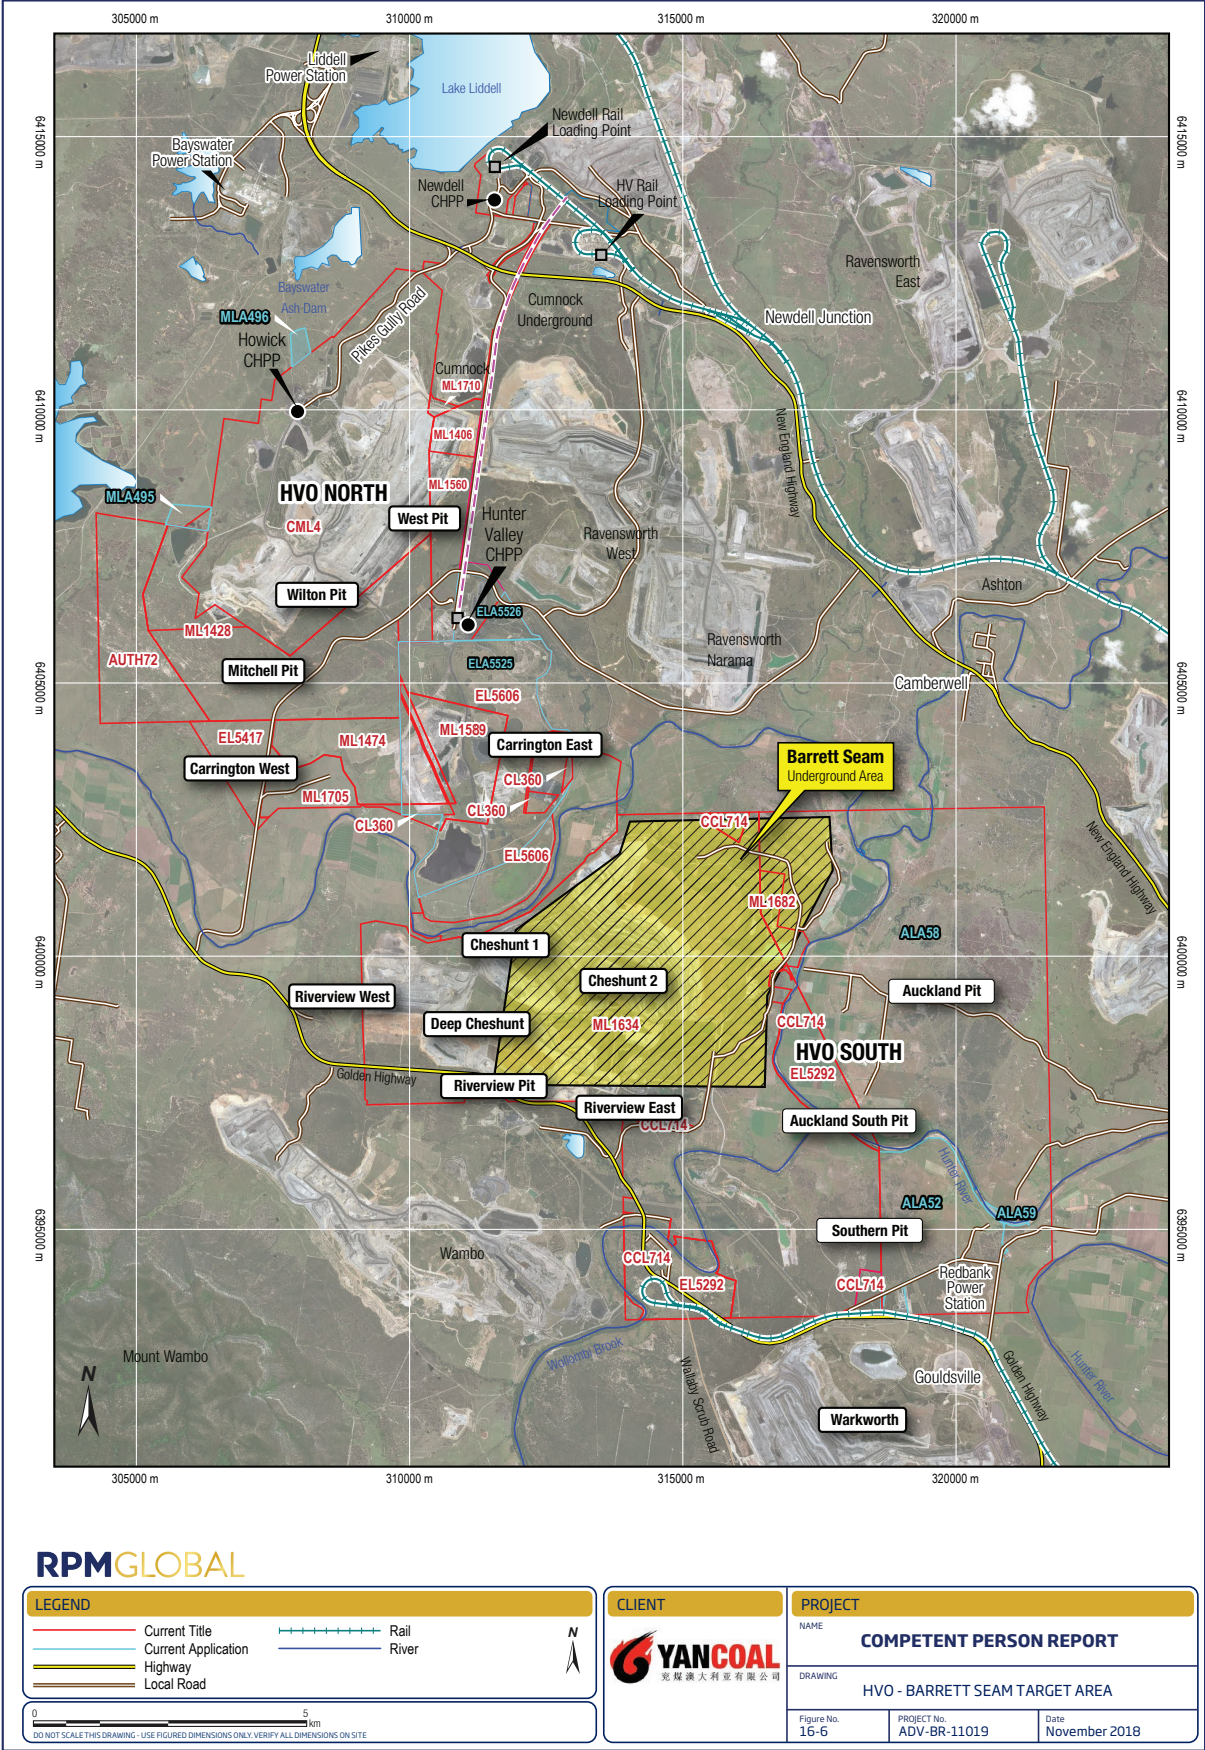 305000 m
310000 m
315000 m
320000 m
6415000 m
6415000 m
Liddell
Power Station
Lake Liddell
Newdell Rail
Loading Point
Bayswater
Power Station
Newdell
CHPP
HV Rail
Loading Point
Ravensworth
East
Bayswater
Ash Dam
MLA496
Howick
CHPP
Pikes Gully Road
Cumnock
Underground
Newdell Junction
Cumnock
ML1710
6410000 m
6410000 m
ML1406
New England Highway
ML1560
MLA495
HVO NORTH
CML4
West Pit
Hunter
Valley
CHPP
Ravensworth
West
Wilton Pit
Ashton
ELA5526
ML1428
AUTH72
Mitchell Pit
ELA5525
Ravensworth
Narama
Camberwell
6405000 m
6405000 m
EL5606
EL5417
ML1474
ML1589
Carrington East
Carrington West
CL360
Barrett Seam
Underground Area
ML1705
CL360
CL360
CCL714
EL5606
New England Highway
ML1682
ALA58
Cheshunt 1
6400000 m
6400000 m
Cheshunt 2
Auckland Pit
Riverview West
Deep Cheshunt
ML1634
CCL714
HVO SOUTH
EL5292
Golden Highway
Riverview Pit
Riverview East
CCL714
Auckland South Pit
Hunter River
ALA52
ALA59
6395000 m
6395000 m
Southern Pit
Wambo
CCL714
EL5292
CCL714
Redbank
Power
Station
Mount Wambo
Wollombi Brook
Wallaby Scrub Road
Gouldsville
Golden Highway
Hunter River
N
Warkworth
305000 m
310000 m
315000 m
320000 m
RPMGLOBAL
LEGEND
Current Title
Rail
Current Application
River
Highway
Local Road
N
0
5
km
DO NOT SCALE THIS DRAWING - USE FIGURED DIMENSIONS ONLY. VERIFY ALL DIMENSIONS ON SITE
CLIENT
YANCOAL
兖煤澳大利亚有限公司
PROJECT
NAME
COMPETENT PERSON REPORT
DRAWING
HVO - BARRETT SEAM TARGET AREA
Figure No.
16-6
PROJECT No.
ADV-BR-11019
Date
November 2018